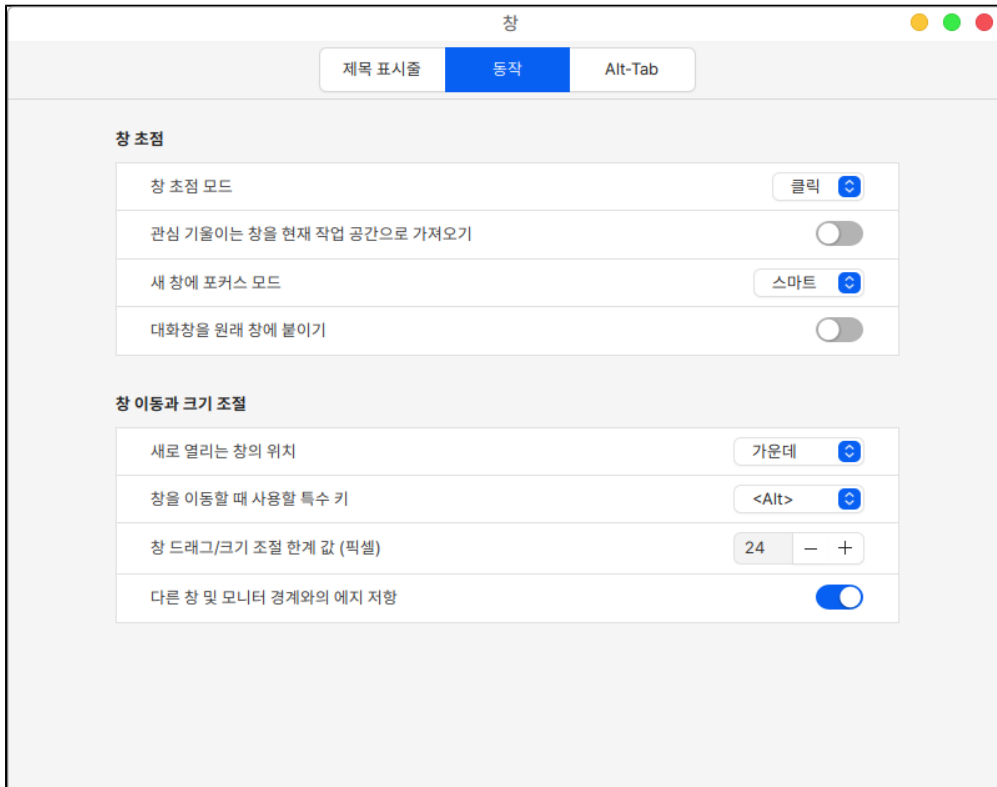 창
제목 표시줄
동작
Alt-Tab
창 초점
창 초점 모드
클릭
관심 기울이는 창을 현재 작업 공간으로 가져오기
새 창에 포커스 모드
스마트
대화창을 원래 창에 붙이기
창 이동과 크기 조절
새로 열리는 창의 위치
가운데
창을 이동할 때 사용할 특수 키
<Alt>
창 드래그/크기 조절 한계 값 (픽셀)
24
다른 창 및 모니터 경계와의 에지 저항